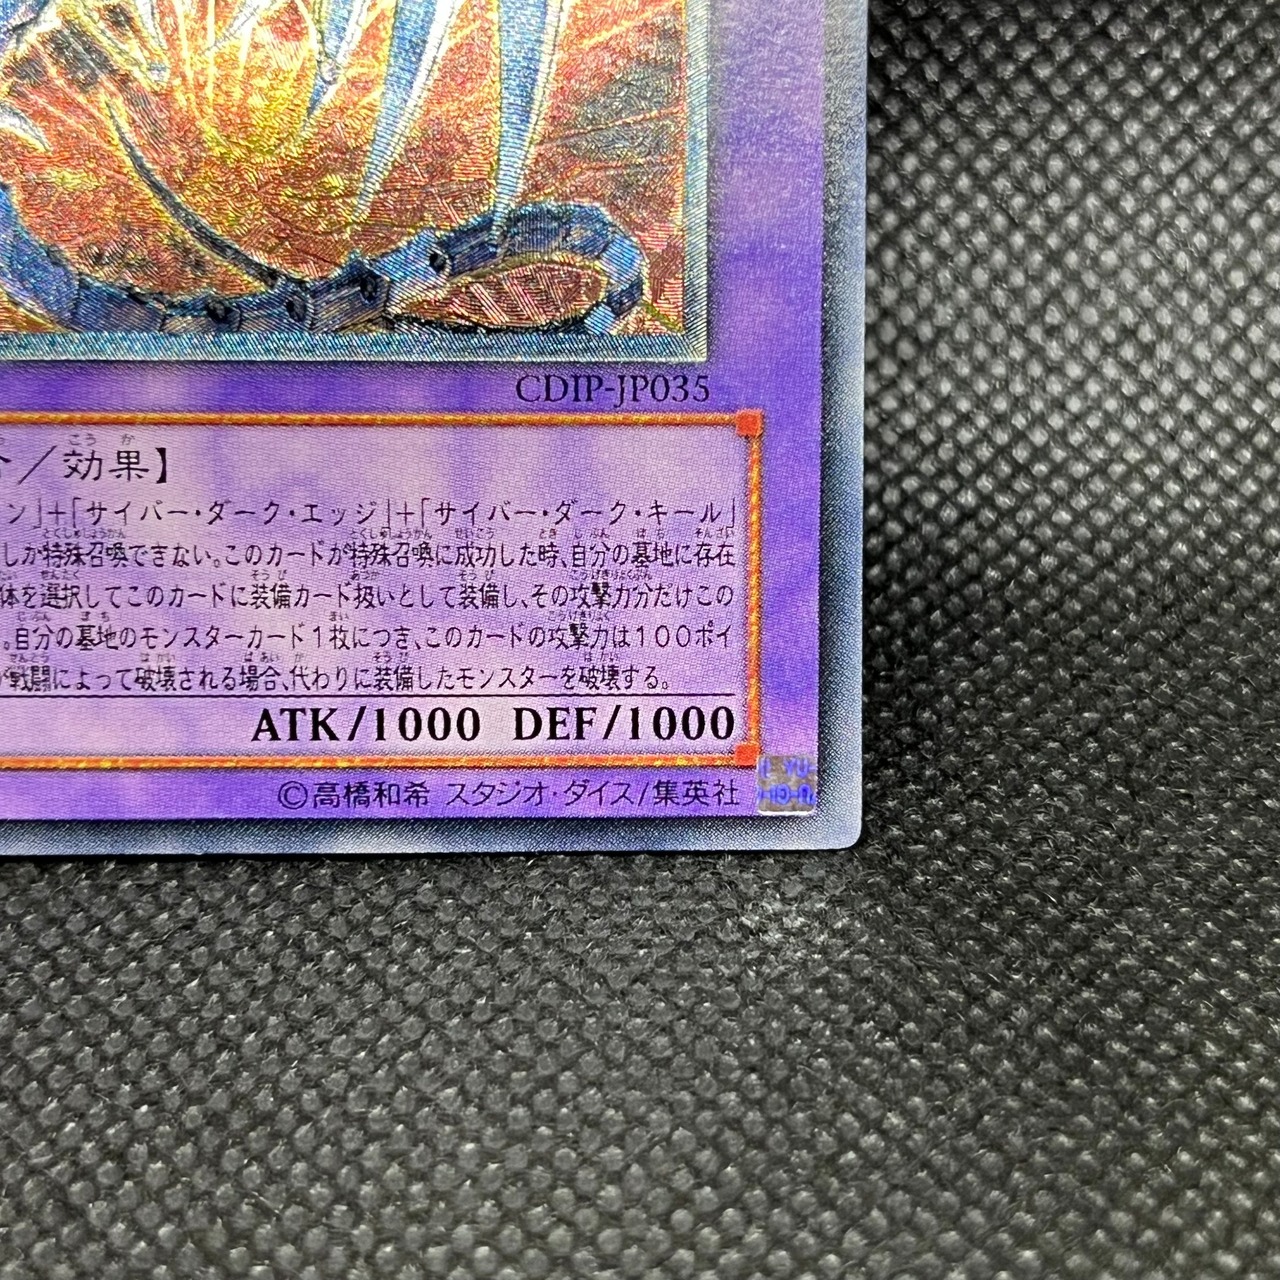 CDIP-JP035
／効果】
ン」+「サイバー・ダーク・エッジ」+「サイバー・ダーク・キール」
しか特殊召喚できない。このカードが特殊召喚に成功した時、自分の墓地に存在
体を選択してこのカードに装備カード扱いとして装備し、その攻撃力分だけこの
。自分の墓地のモンスターカード1枚につき、このカードの攻撃力は100ポイ
が戦闘によって破壊される場合、代わりに装備したモンスターを破壊する。
ATK/1000 DEF/1000
©高橋和希 スタジオ・ダイス/集英社